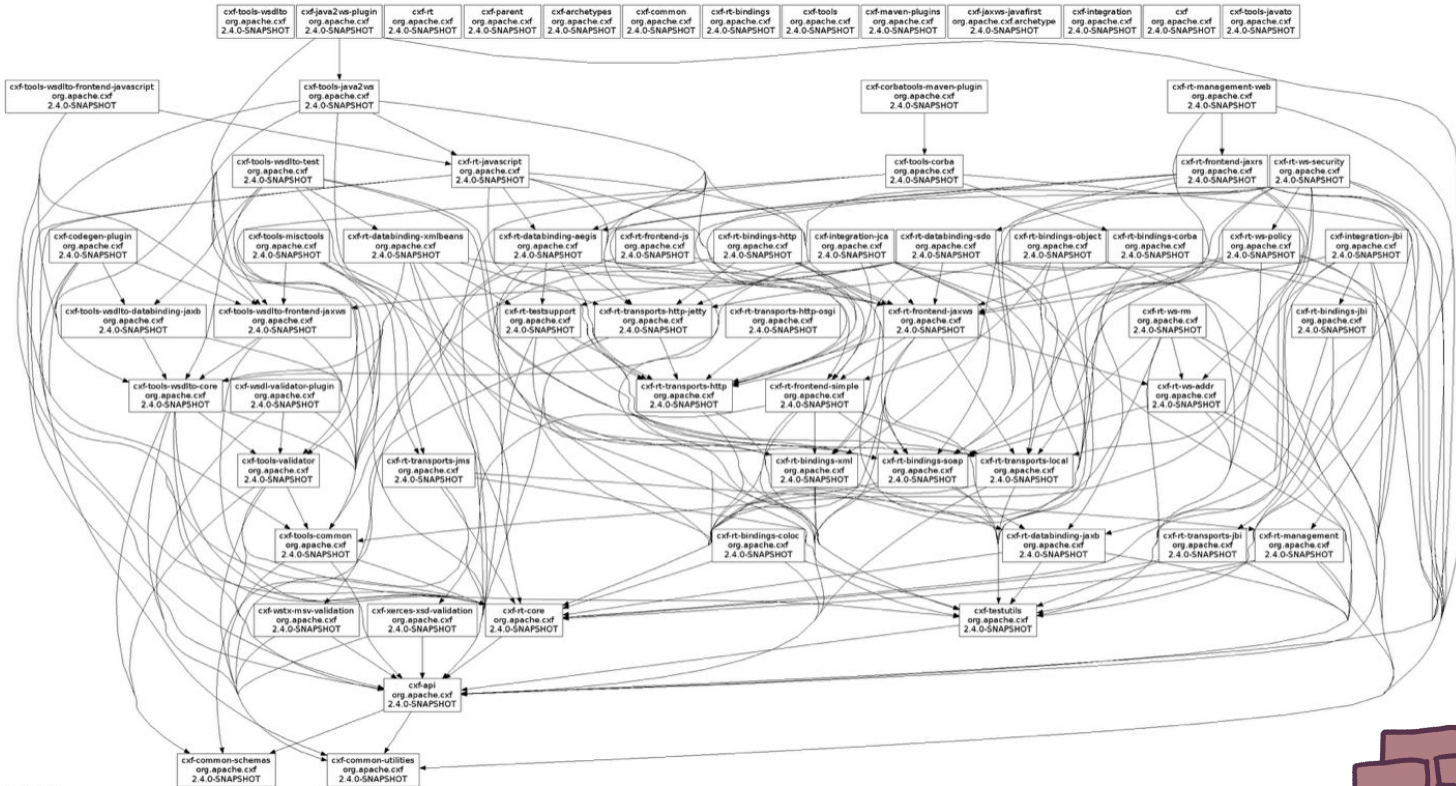 cxf-tools-wsdlto
org.apache.cxf
2.4.0-SNAPSHOT
cxf-java2ws-plugin
org.apache.cxf
2.4.0-SNAPSHOT
cxf-rt
org.apache.cxf
2.4.0-SNAPSHOT
cxf-parent
org.apache.cxf
2.4.0-SNAPSHOT
cxf-archetypes
org.apache.cxf
2.4.0-SNAPSHOT
cxf-common
org.apache.cxf
2.4.0-SNAPSHOT
cxf-rt-bindings
org.apache.cxf
2.4.0-SNAPSHOT
cxf-tools
org.apache.cxf
2.4.0-SNAPSHOT
cxf-maven-plugins
org.apache.cxf
2.4.0-SNAPSHOT
cxf-jaxws-javafirst
org.apache.cxf.archetype
2.4.0-SNAPSHOT
cxf-integration
org.apache.cxf
2.4.0-SNAPSHOT
cxf
org.apache.cxf
2.4.0-SNAPSHOT
cxf-tools-javato
org.apache.cxf
2.4.0-SNAPSHOT
cxf-tools-wsdlto-frontend-javascript
org.apache.cxf
2.4.0-SNAPSHOT
cxf-tools-java2ws
org.apache.cxf
2.4.0-SNAPSHOT
cxf-corbatools-maven-plugin
org.apache.cxf
2.4.0-SNAPSHOT
cxf-rt-management-web
org.apache.cxf
2.4.0-SNAPSHOT
cxf-tools-wsdlto-test
org.apache.cxf
2.4.0-SNAPSHOT
cxf-rt-javascript
org.apache.cxf
2.4.0-SNAPSHOT
cxf-tools-corba
org.apache.cxf
2.4.0-SNAPSHOT
cxf-rt-frontend-jaxrs
org.apache.cxf
2.4.0-SNAPSHOT
cxf-rt-ws-security
org.apache.cxf
2.4.0-SNAPSHOT
cxf-codegen-plugin
org.apache.cxf
2.4.0-SNAPSHOT
cxf-tools-misctools
org.apache.cxf
2.4.0-SNAPSHOT
cxf-rt-databinding-xmlbeans
org.apache.cxf
2.4.0-SNAPSHOT
cxf-rt-databinding-aegis
org.apache.cxf
2.4.0-SNAPSHOT
cxf-rt-frontend-js
org.apache.cxf
2.4.0-SNAPSHOT
cxf-rt-bindings-http
org.apache.cxf
2.4.0-SNAPSHOT
cxf-integration-jca
org.apache.cxf
2.4.0-SNAPSHOT
cxf-rt-databinding-sdo
org.apache.cxf
2.4.0-SNAPSHOT
cxf-rt-bindings-object
org.apache.cxf
2.4.0-SNAPSHOT
cxf-rt-bindings-corba
org.apache.cxf
2.4.0-SNAPSHOT
cxf-rt-ws-policy
org.apache.cxf
2.4.0-SNAPSHOT
cxf-integration-jbi
org.apache.cxf
2.4.0-SNAPSHOT
cxf-tools-wsdlto-databinding-jaxb
org.apache.cxf
2.4.0-SNAPSHOT
cxf-tools-wsdlto-frontend-jaxws
org.apache.cxf
2.4.0-SNAPSHOT
cxf-rt-testsupport
org.apache.cxf
2.4.0-SNAPSHOT
cxf-rt-transports-http-jetty
org.apache.cxf
2.4.0-SNAPSHOT
cxf-rt-transports-http-osgi
org.apache.cxf
2.4.0-SNAPSHOT
cxf-rt-frontend-jaxws
org.apache.cxf
2.4.0-SNAPSHOT
cxf-rt-ws-rm
org.apache.cxf
2.4.0-SNAPSHOT
cxf-rt-bindings-jbi
org.apache.cxf
2.4.0-SNAPSHOT
cxf-tools-wsdlto-core
org.apache.cxf
2.4.0-SNAPSHOT
cxf-wsdl-validator-plugin
org.apache.cxf
2.4.0-SNAPSHOT
cxf-rt-transports-http
org.apache.cxf
2.4.0-SNAPSHOT
cxf-rt-frontend-simple
org.apache.cxf
2.4.0-SNAPSHOT
cxf-rt-ws-addr
org.apache.cxf
2.4.0-SNAPSHOT
cxf-tools-validator
org.apache.cxf
2.4.0-SNAPSHOT
cxf-rt-transports-jms
org.apache.cxf
2.4.0-SNAPSHOT
cxf-rt-bindings-xml
org.apache.cxf
2.4.0-SNAPSHOT
cxf-rt-bindings-soap
org.apache.cxf
2.4.0-SNAPSHOT
cxf-rt-transports-local
org.apache.cxf
2.4.0-SNAPSHOT
cxf-tools-common
org.apache.cxf
2.4.0-SNAPSHOT
cxf-rt-bindings-coloc
org.apache.cxf
2.4.0-SNAPSHOT
cxf-rt-databinding-jaxb
org.apache.cxf
2.4.0-SNAPSHOT
cxf-rt-transports-jbi
org.apache.cxf
2.4.0-SNAPSHOT
cxf-rt-management
org.apache.cxf
2.4.0-SNAPSHOT
cxf-wstx-msv-validation
org.apache.cxf
2.4.0-SNAPSHOT
cxf-xerces-xsd-validation
org.apache.cxf
2.4.0-SNAPSHOT
cxf-rt-core
org.apache.cxf
2.4.0-SNAPSHOT
cxf-testutils
org.apache.cxf
2.4.0-SNAPSHOT
cxf-api
org.apache.cxf
2.4.0-SNAPSHOT
cxf-common-schemas
org.apache.cxf
2.4.0-SNAPSHOT
cxf-common-utilities
org.apache.cxf
2.4.0-SNAPSHOT